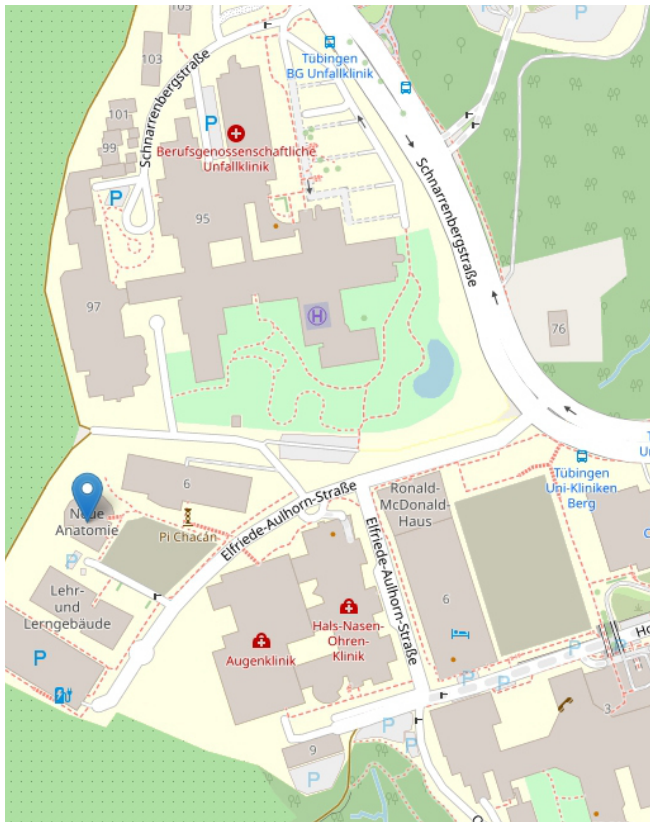 105
103
P
Tübingen
BG Unfallklinik
Schnarrenbergstraße
101
P
99
Berufsgenossenschaftliche
Unfallklinik
P
95
Schnarrenbergstraße
H
97
76
6
Neue
Anatomie
Pi Chacán
Elfriede-Aulhorn-Straße
Ronald-
McDonald-
Haus
Tübingen
Uni-Kliniken
Berg
P
Lehr-
und
Lerngebäude
Elfriede-Aulhorn-Straße
6
Hals-Nasen-
Ohren-
Klinik
Augenklinik
P
P
P
P
P
Ho
3
9
P
P
P